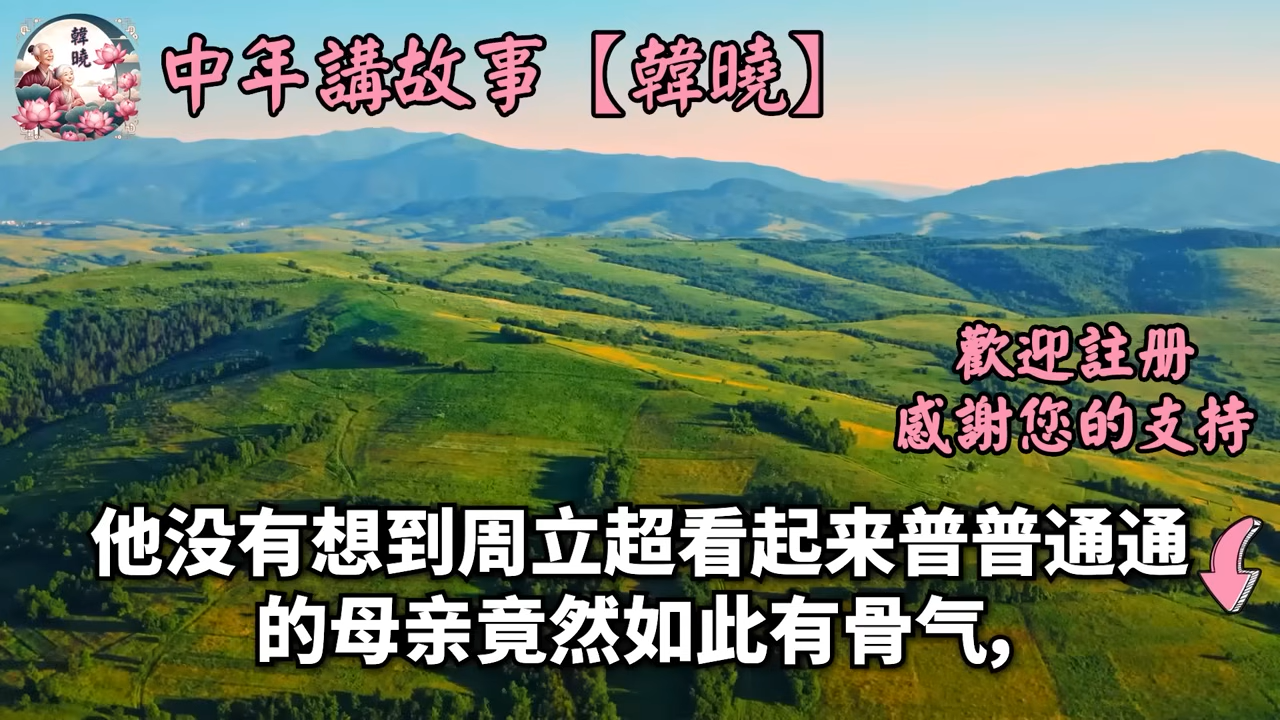 韓曉
中年講故事【韓曉】
歡迎註册
感謝您的支持
他没有想到周立超看起来普普通通
的母亲竟然如此有骨气,